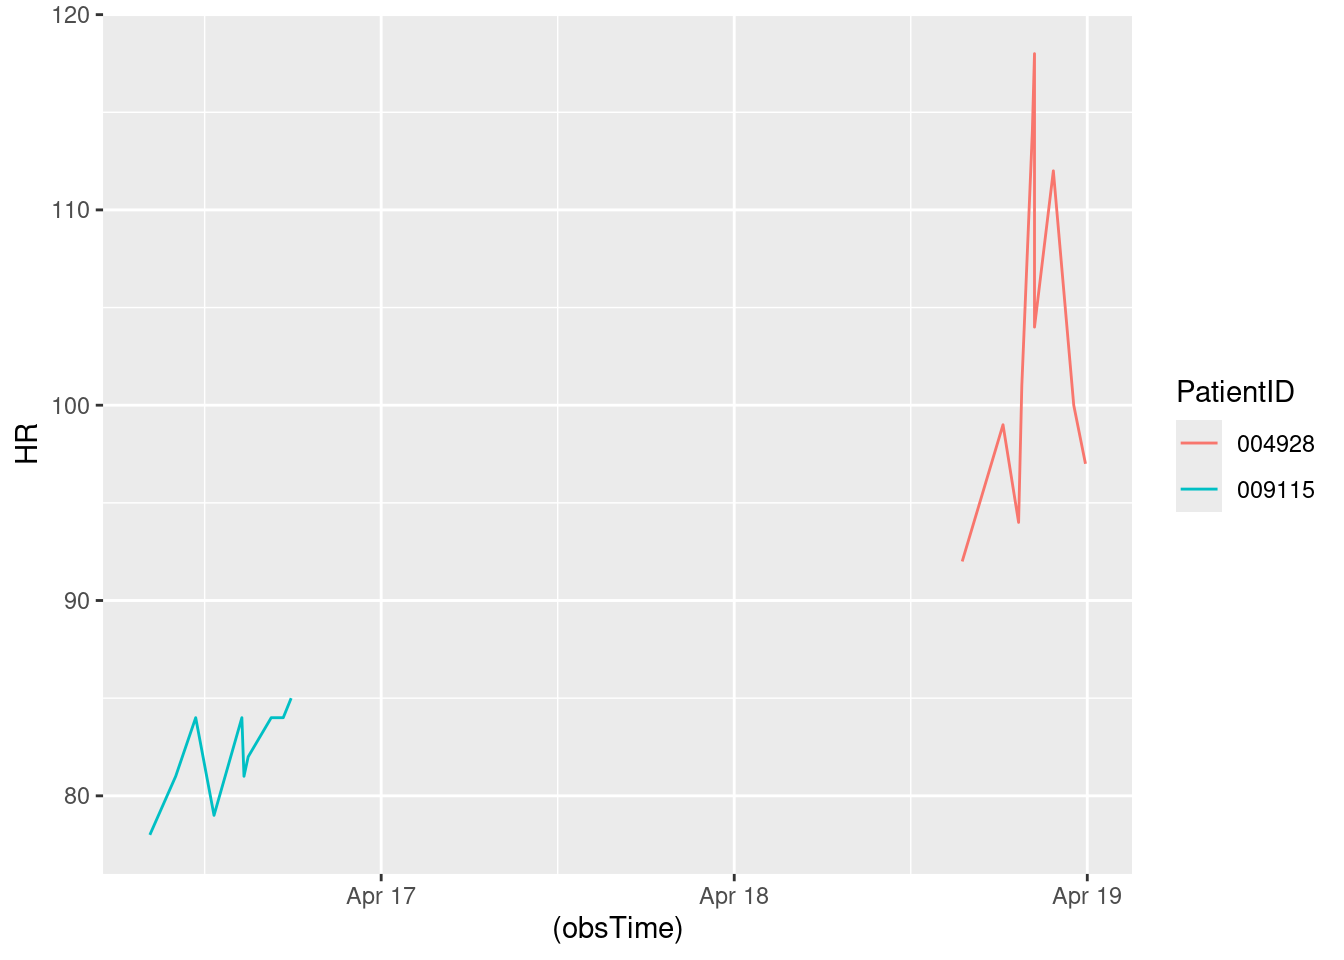 120
110
100
90
80
HR
Apr 17
Apr 18
Apr 19
(obsTime)
PatientID
004928
009115